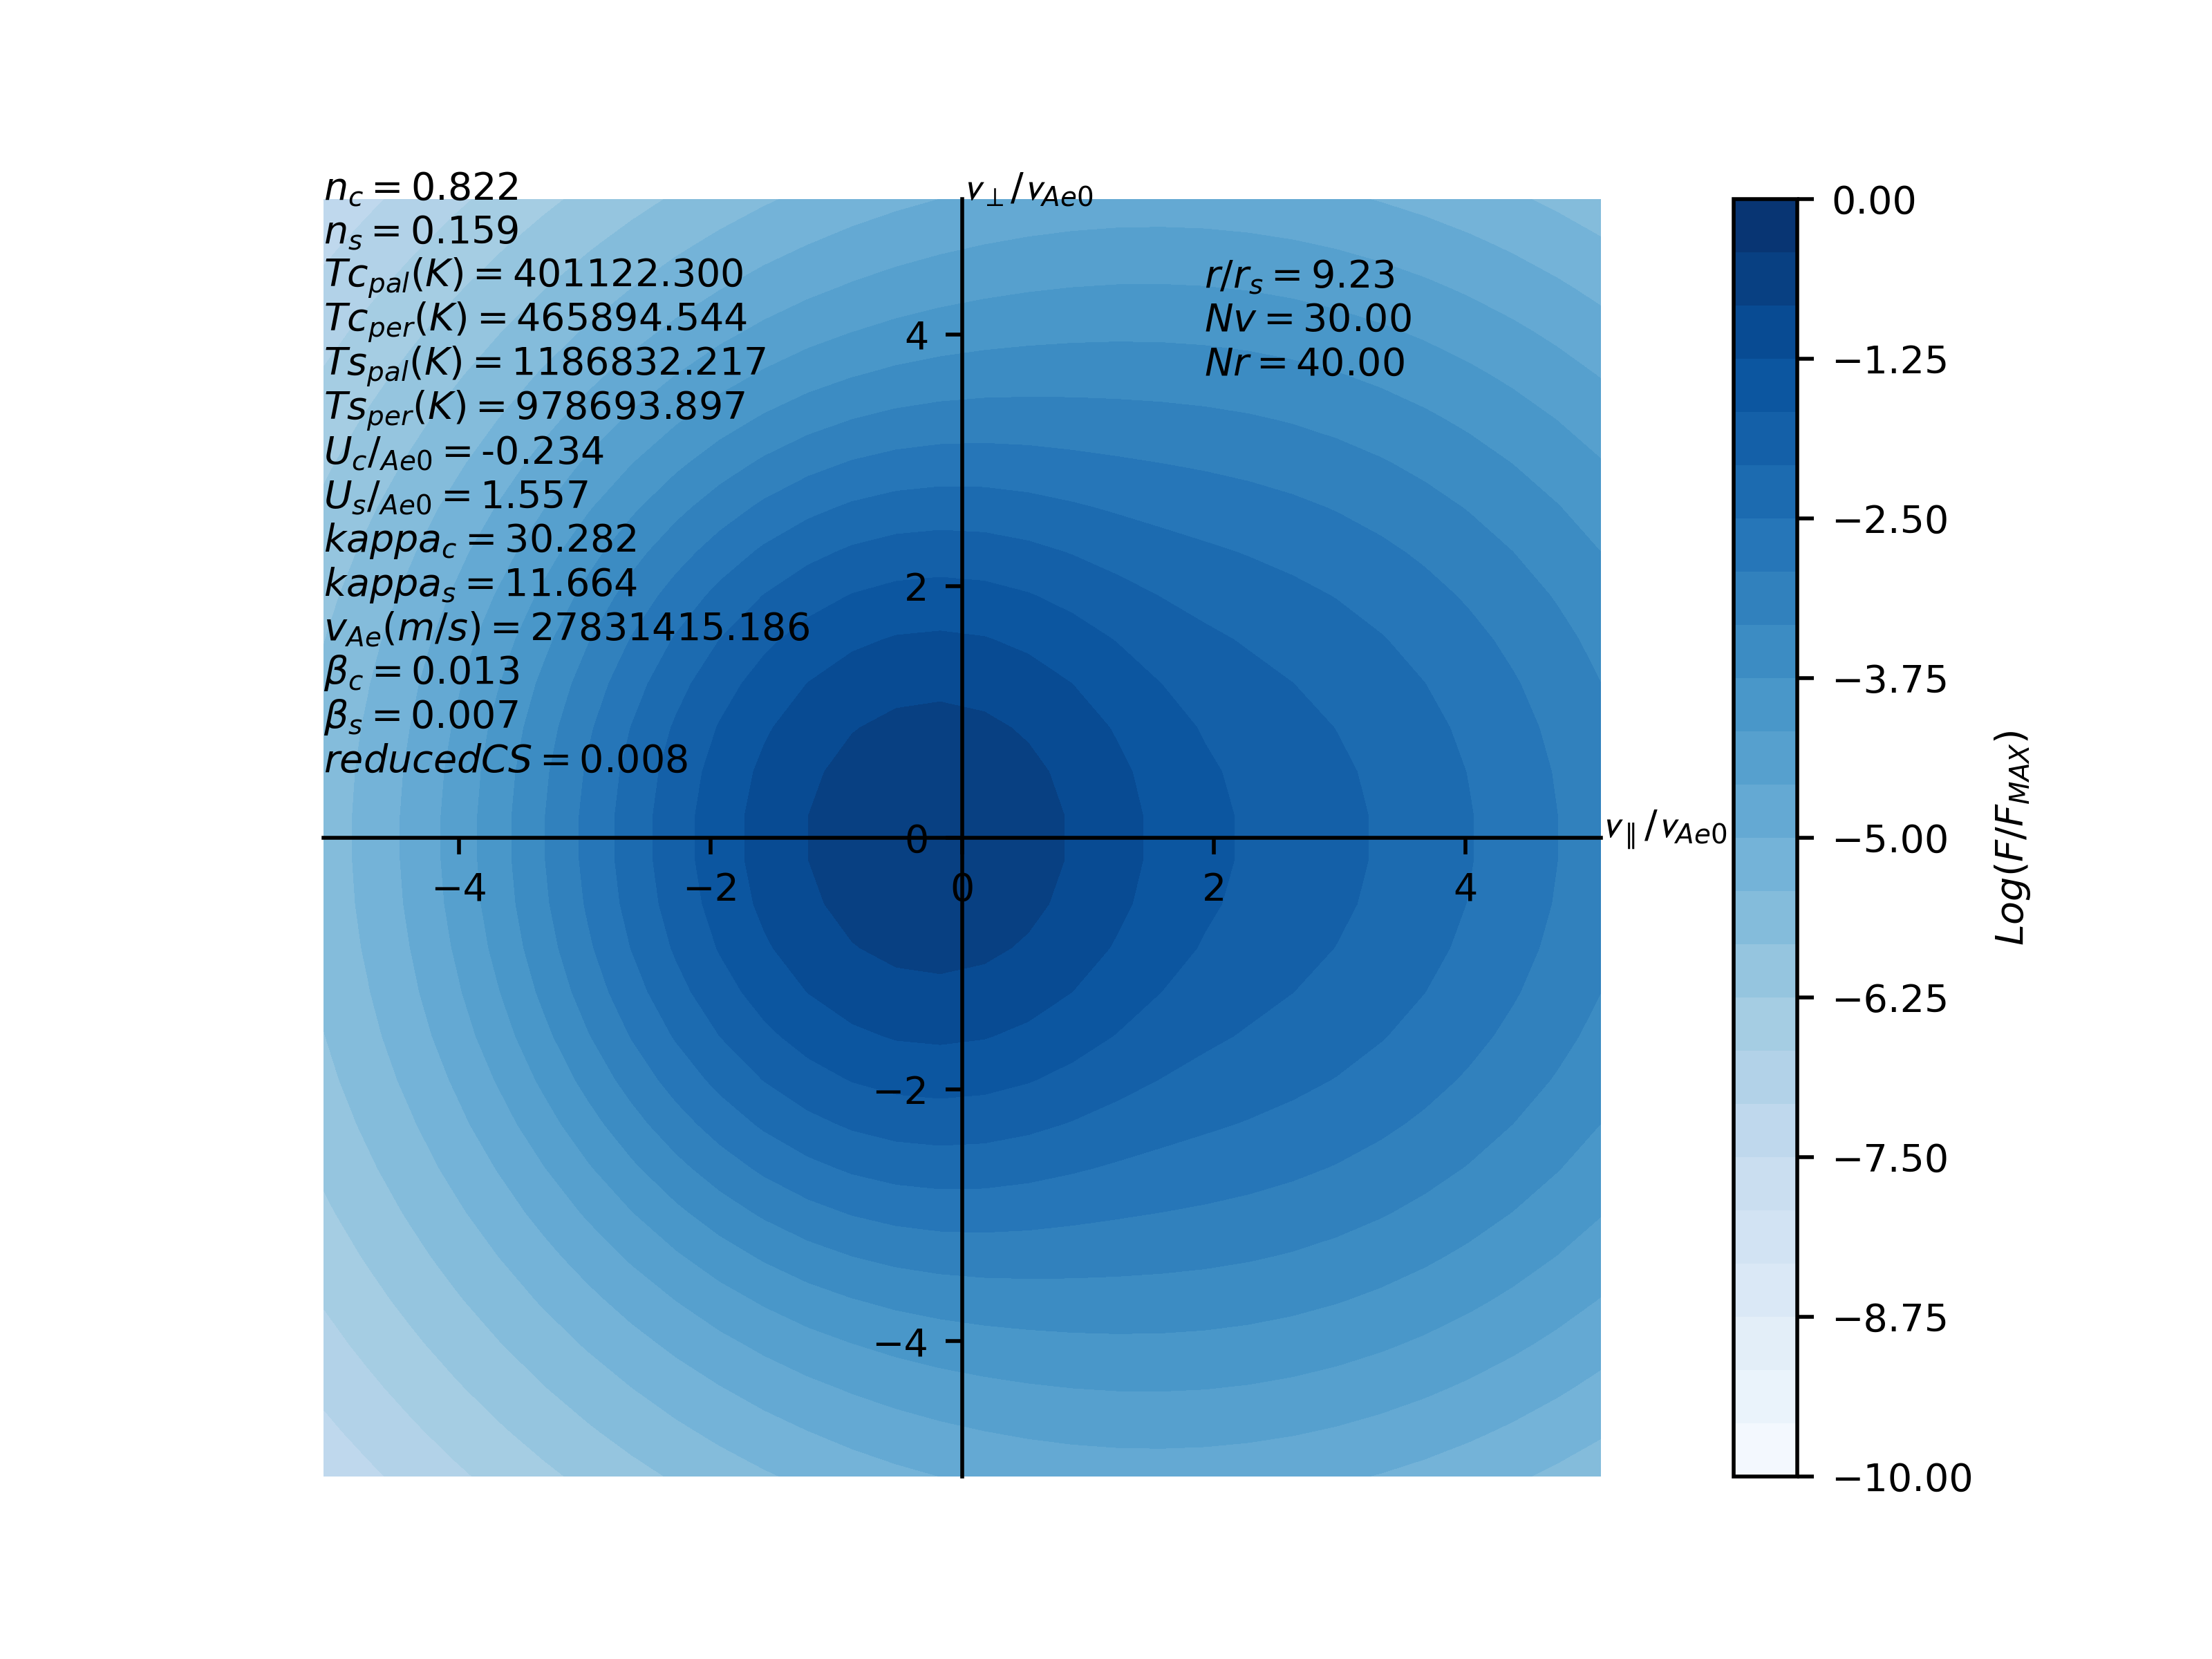 n_c = 0.822
n_s = 0.159
Tc_pal(K) = 401122.300
Tc_per(K) = 465894.544
Ts_pal(K) = 1186832.217
Ts_per(K) = 978693.897
U_c/_Ae0 = -0.234
U_s/_Ae0 = 1.557
kappa_c = 30.282
kappa_s = 11.664
v_Ae(m/s) = 27831415.186
β_c = 0.013
β_s = 0.007
reducedCS = 0.008
v_⊥/v_Ae0
r/r_s = 9.23
Nv = 30.00
Nr = 40.00
4
2
0
−2
−4
−4
−2
0
2
4
v_∥/v_Ae0
0.00
−1.25
−2.50
−3.75
−5.00
−6.25
−7.50
−8.75
−10.00
Log(F/F_MAX)